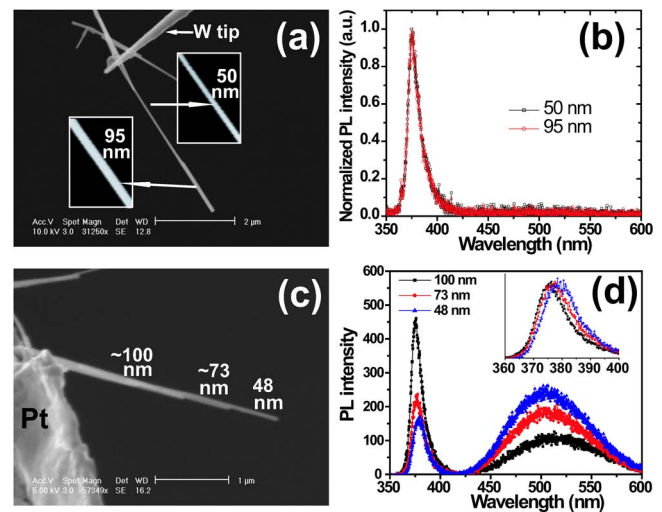 W tip
(a)
50
nm
95
nm
Acc.V Spot Magn Det WD
10.0 kV 3.0 31250x SE 12.8
2 μm
(b)
Normalized PL intensity (a.u.)
1.0
0.8
0.6
0.4
0.2
0.0
50 nm
95 nm
350 400 450 500 550 600
Wavelength (nm)
(c)
~100
nm
~73
nm
48
nm
Pt
Acc.V Spot Magn Det WD
5.00 kV 3.0 57349x SE 16.2
1 μm
(d)
PL intensity
600
500
400
300
200
100
0
100 nm
73 nm
48 nm
360 370 380 390 400
350 400 450 500 550 600
Wavelength (nm)